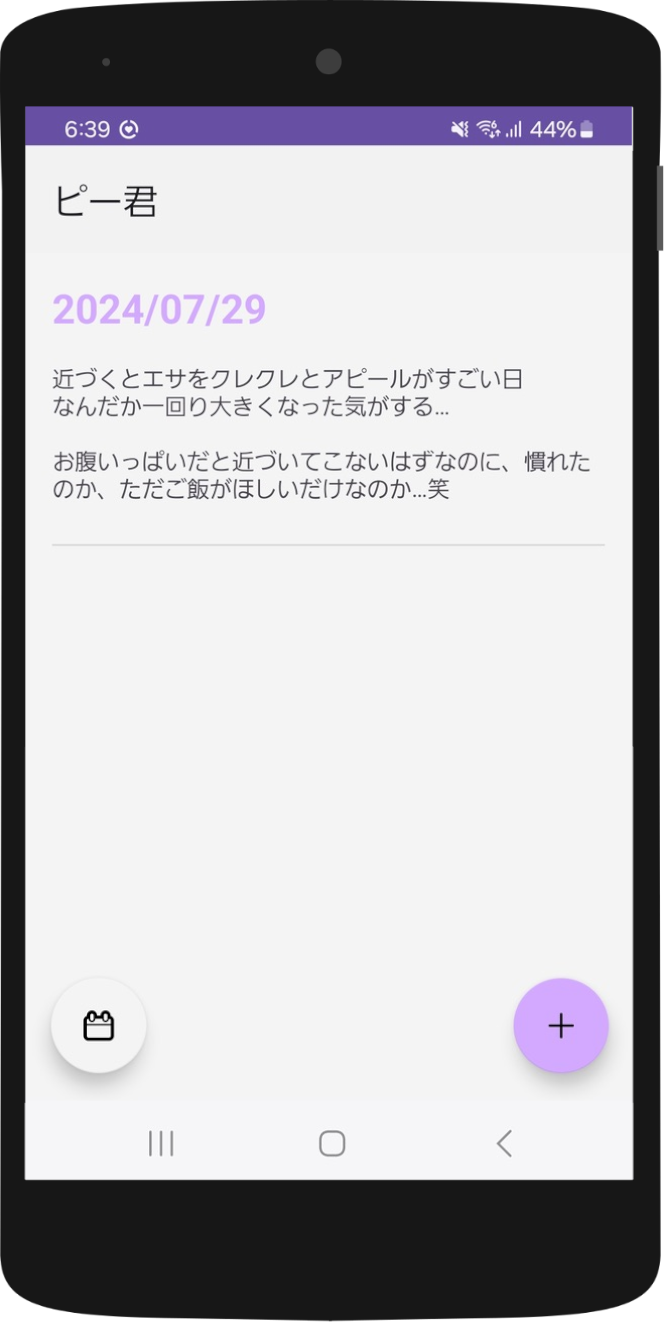 6:39
44%
ピー君
2024/07/29
近づくとエサをクレクレとアピールがすごい日
なんだか一回り大きくなった気がする...
お腹いっぱいだと近づいてこないはずなのに、慣れた
のか、ただご飯がほしいだけなのか...笑